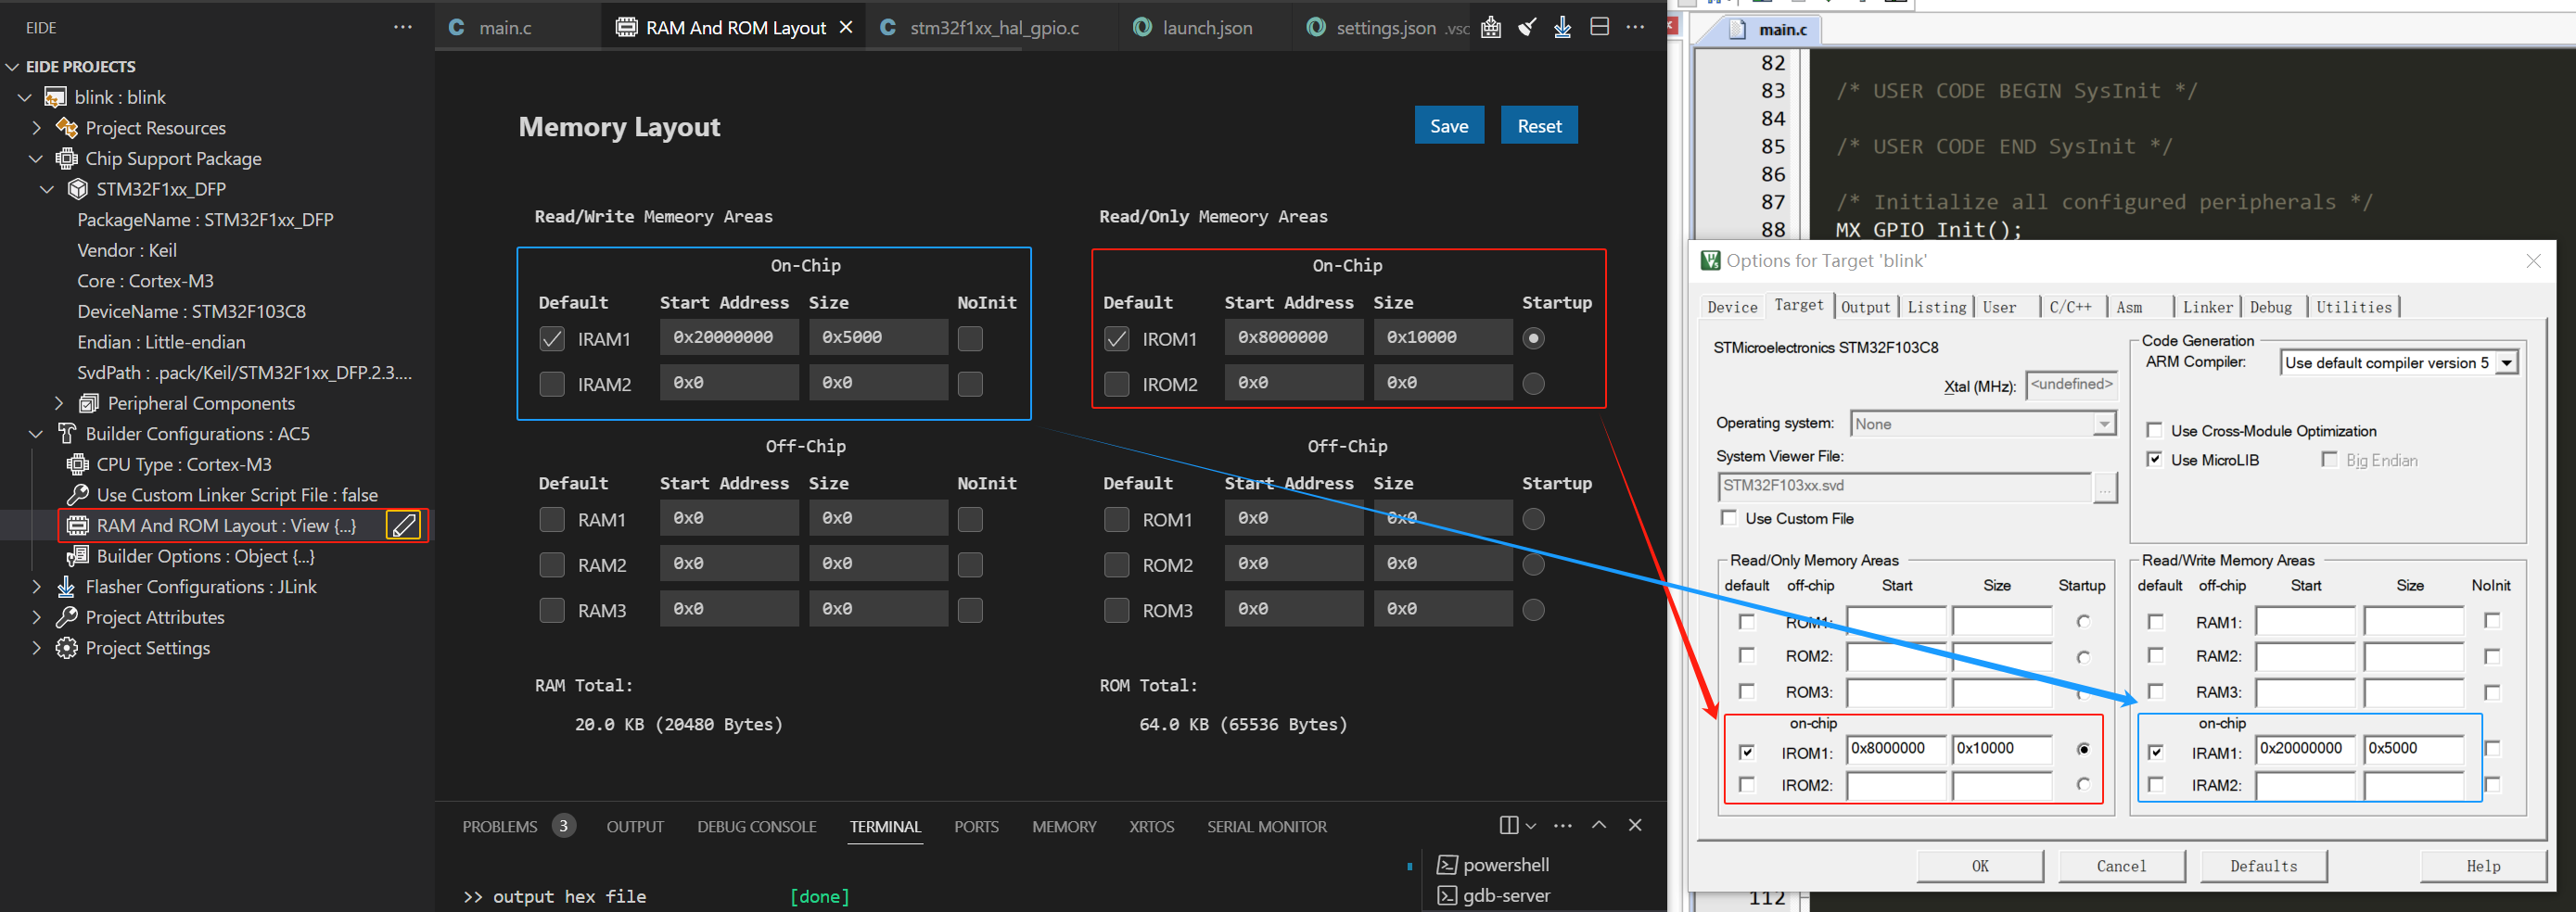 EIDE
EIDE PROJECTS
blink : blink
Project Resources
Chip Support Package
STM32F1xx_DFP
PackageName : STM32F1xx_DFP
Vendor : Keil
Core : Cortex-M3
DeviceName : STM32F103C8
Endian : Little-endian
SvdPath : .pack/Keil/STM32F1xx_DFP.2.3....
Peripheral Components
Builder Configurations : AC5
CPU Type : Cortex-M3
Use Custom Linker Script File : false
RAM And ROM Layout : View {...}
Builder Options : Object {...}
Flasher Configurations : JLink
Project Attributes
Project Settings
main.c RAM And ROM Layout stm32f1xx_hal_gpio.c launch.json settings.json .vsc
Memory Layout
Save Reset
Read/Write Memeory Areas
On-Chip
Default Start Address Size NoInit
IRAM1 0x20000000 0x5000
IRAM2 0x0 0x0
Off-Chip
Default Start Address Size NoInit
RAM1 0x0 0x0
RAM2 0x0 0x0
RAM3 0x0 0x0
RAM Total:
20.0 KB (20480 Bytes)
Read/Only Memeory Areas
On-Chip
Default Start Address Size Startup
IROM1 0x8000000 0x10000
IROM2 0x0 0x0
Off-Chip
Default Start Address Size Startup
ROM1 0x0 0x0
ROM2 0x0 0x0
ROM3 0x0 0x0
ROM Total:
64.0 KB (65536 Bytes)
PROBLEMS 3 OUTPUT DEBUG CONSOLE TERMINAL PORTS MEMORY XRTOS SERIAL MONITOR
>> output hex file [done]
powershell
gdb-server
main.c
82
83 /* USER CODE BEGIN SysInit */
84
85 /* USER CODE END SysInit */
86
87 /* Initialize all configured peripherals */
88 MX_GPIO_Init();
Options for Target 'blink'
Device Target Output Listing User C/C++ Asm Linker Debug Utilities
STMicroelectronics STM32F103C8
Xtal (MHz): <undefined>
Operating system: None
System Viewer File:
STM32F103xx.svd ...
Use Custom File
Code Generation
ARM Compiler: Use default compiler version 5
Use Cross-Module Optimization
Use MicroLIB Big Endian
Read/Only Memory Areas
default off-chip Start Size Startup
ROM1:
ROM2:
ROM3:
on-chip
IROM1: 0x8000000 0x10000
IROM2:
Read/Write Memory Areas
default off-chip Start Size NoInit
RAM1:
RAM2:
RAM3:
on-chip
IRAM1: 0x20000000 0x5000
IRAM2:
OK Cancel Defaults Help
112